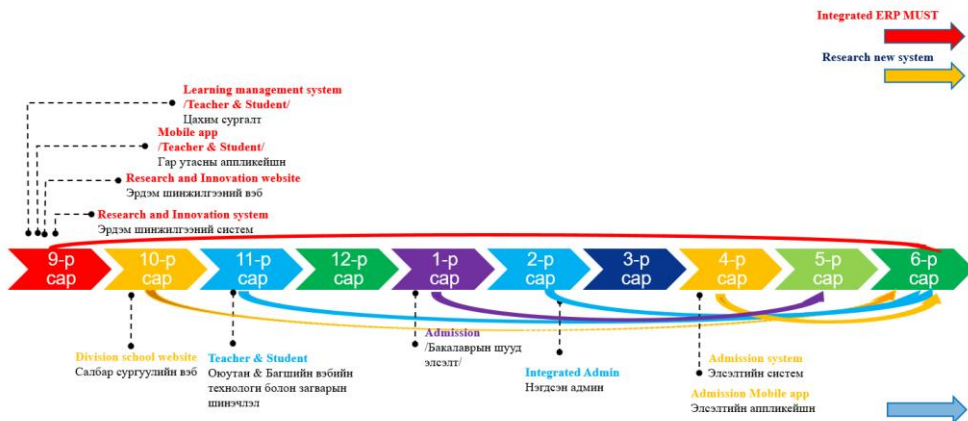 Integrated ERP MUST
Research new system
Learning management system
/Teacher & Student/
Цахим сургалт
Mobile app
/Teacher & Student/
Гар утасны аппликейшн
Research and Innovation website
Эрдэм шинжилгээний вэб
Research and Innovation system
Эрдэм шинжилгээний систем
9-р сар
10-р сар
11-р сар
12-р сар
1-р сар
2-р сар
3-р сар
4-р сар
5-р сар
6-р сар
Division school website
Салбар сургуулийн вэб
Teacher & Student
Оюутан & Багшийн вэбийн
технологи болон загварын
шинэчлэл
Admission
/Бакалаврын шууд
элсэлт/
Integrated Admin
Нэгдсэн админ
Admission system
Элсэлтийн систем
Admission Mobile app
Элсэлтийн аппликейшн